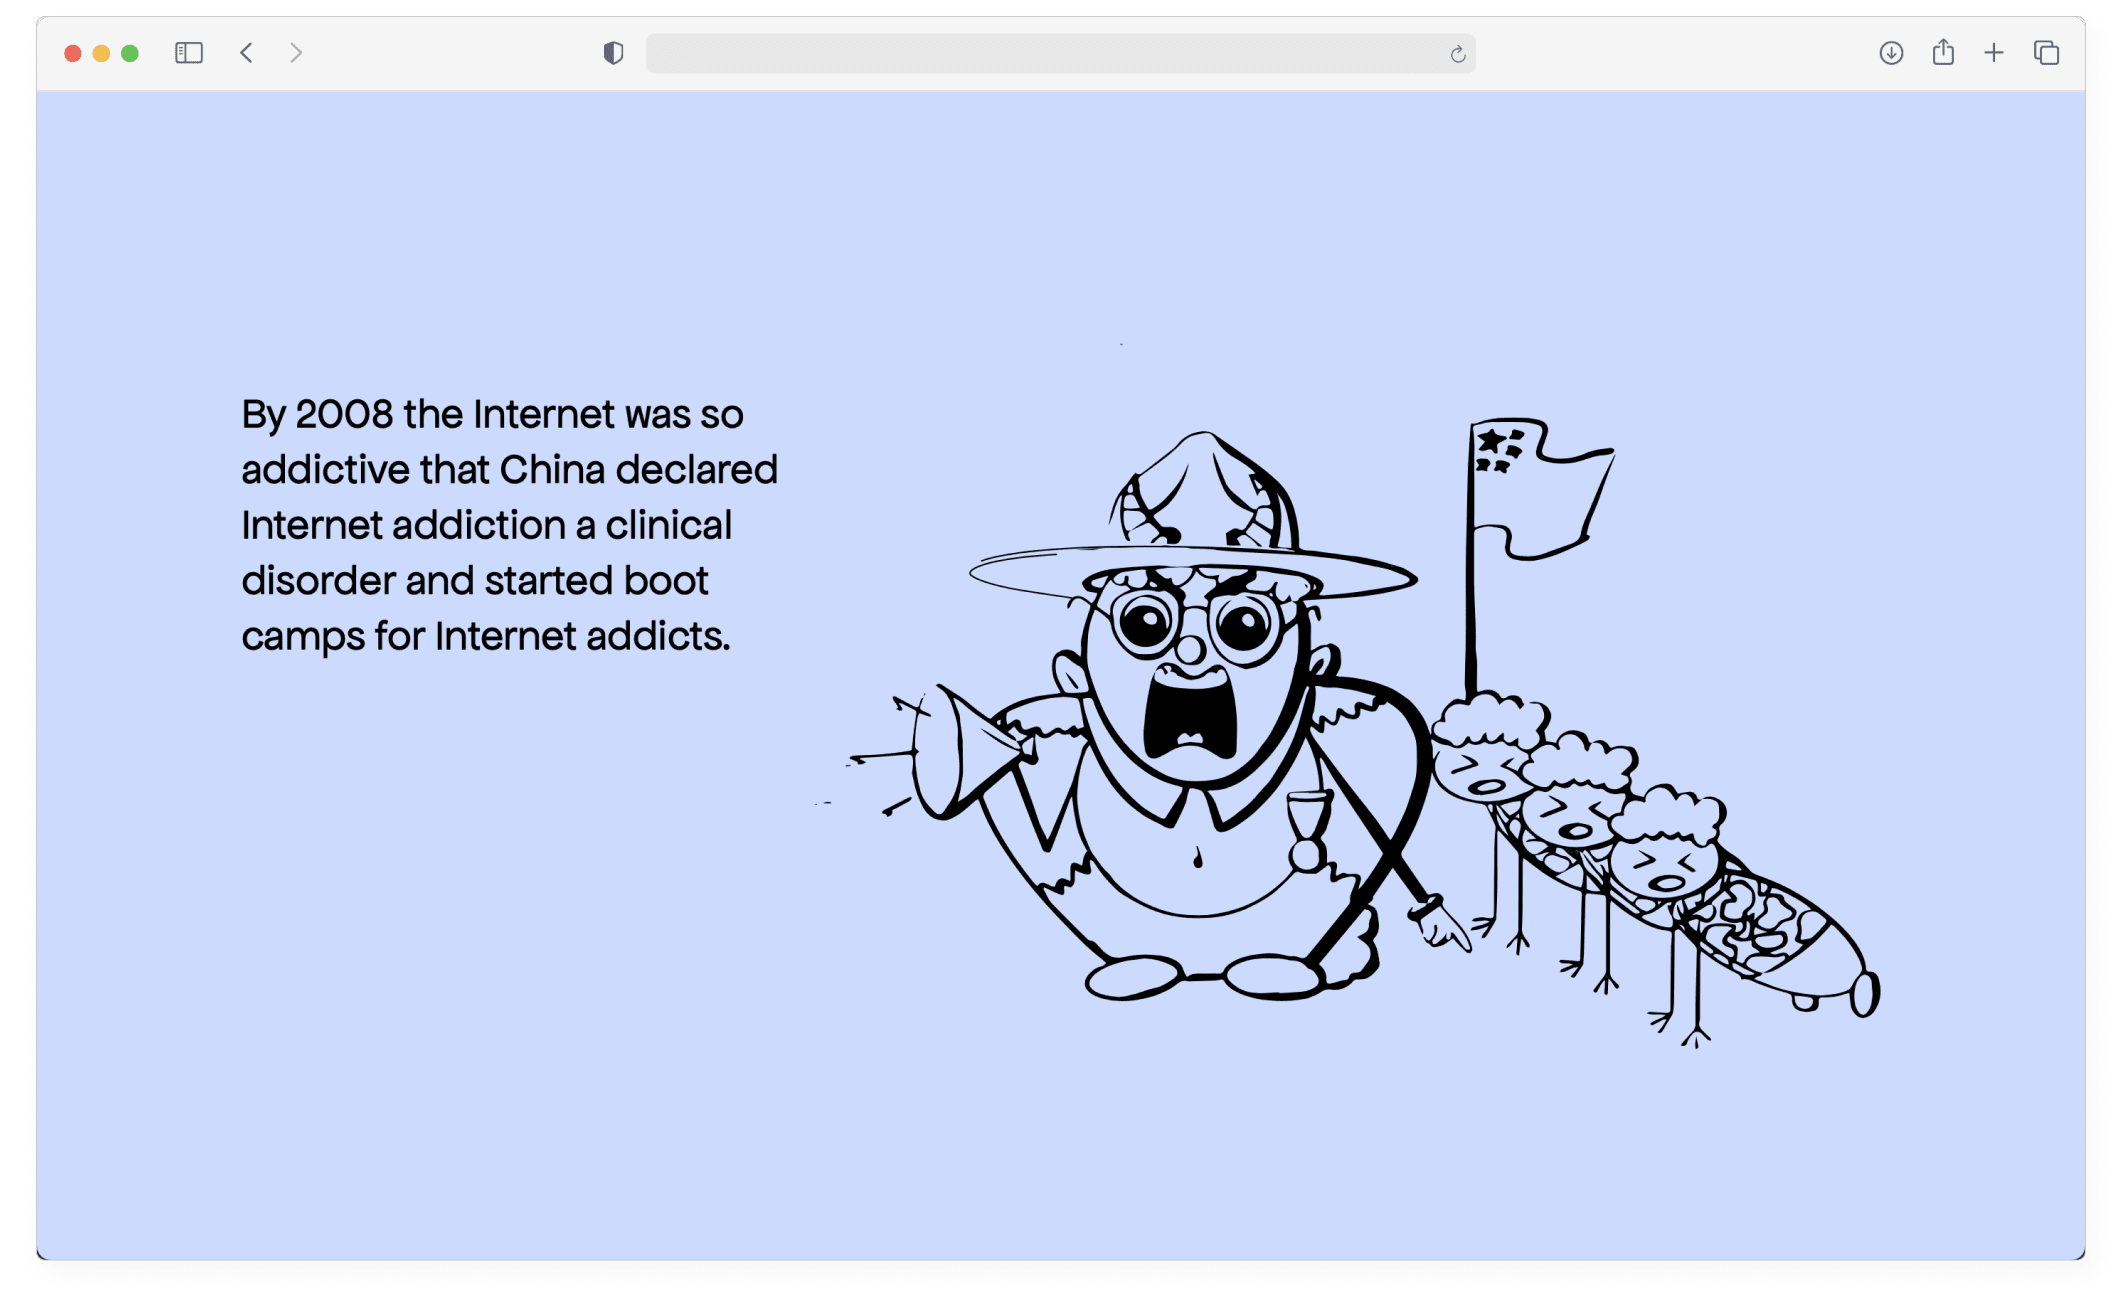 By 2008 the Internet was so
addictive that China declared
Internet addiction a clinical
disorder and started boot
camps for Internet addicts.